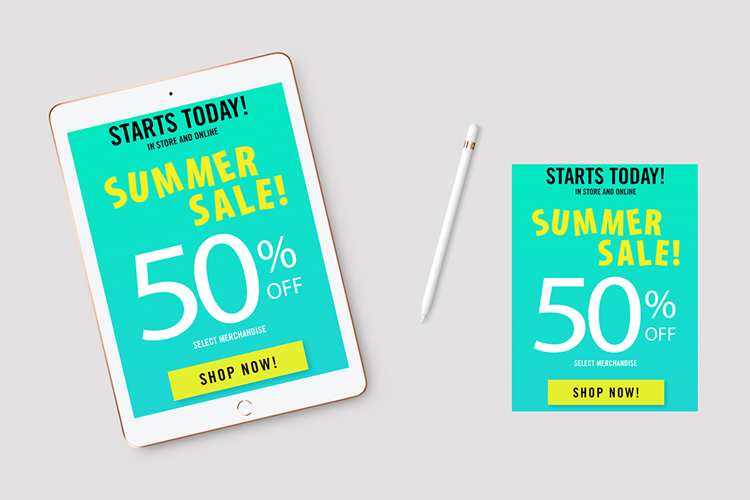 STARTS TODAY!
IN STORE AND ONLINE
SUMMER
SALE!
50%
OFF
SELECT MERCHANDISE
SHOP NOW!
STARTS TODAY!
IN STORE AND ONLINE
SUMMER
SALE!
50%
OFF
SELECT MERCHANDISE
SHOP NOW!